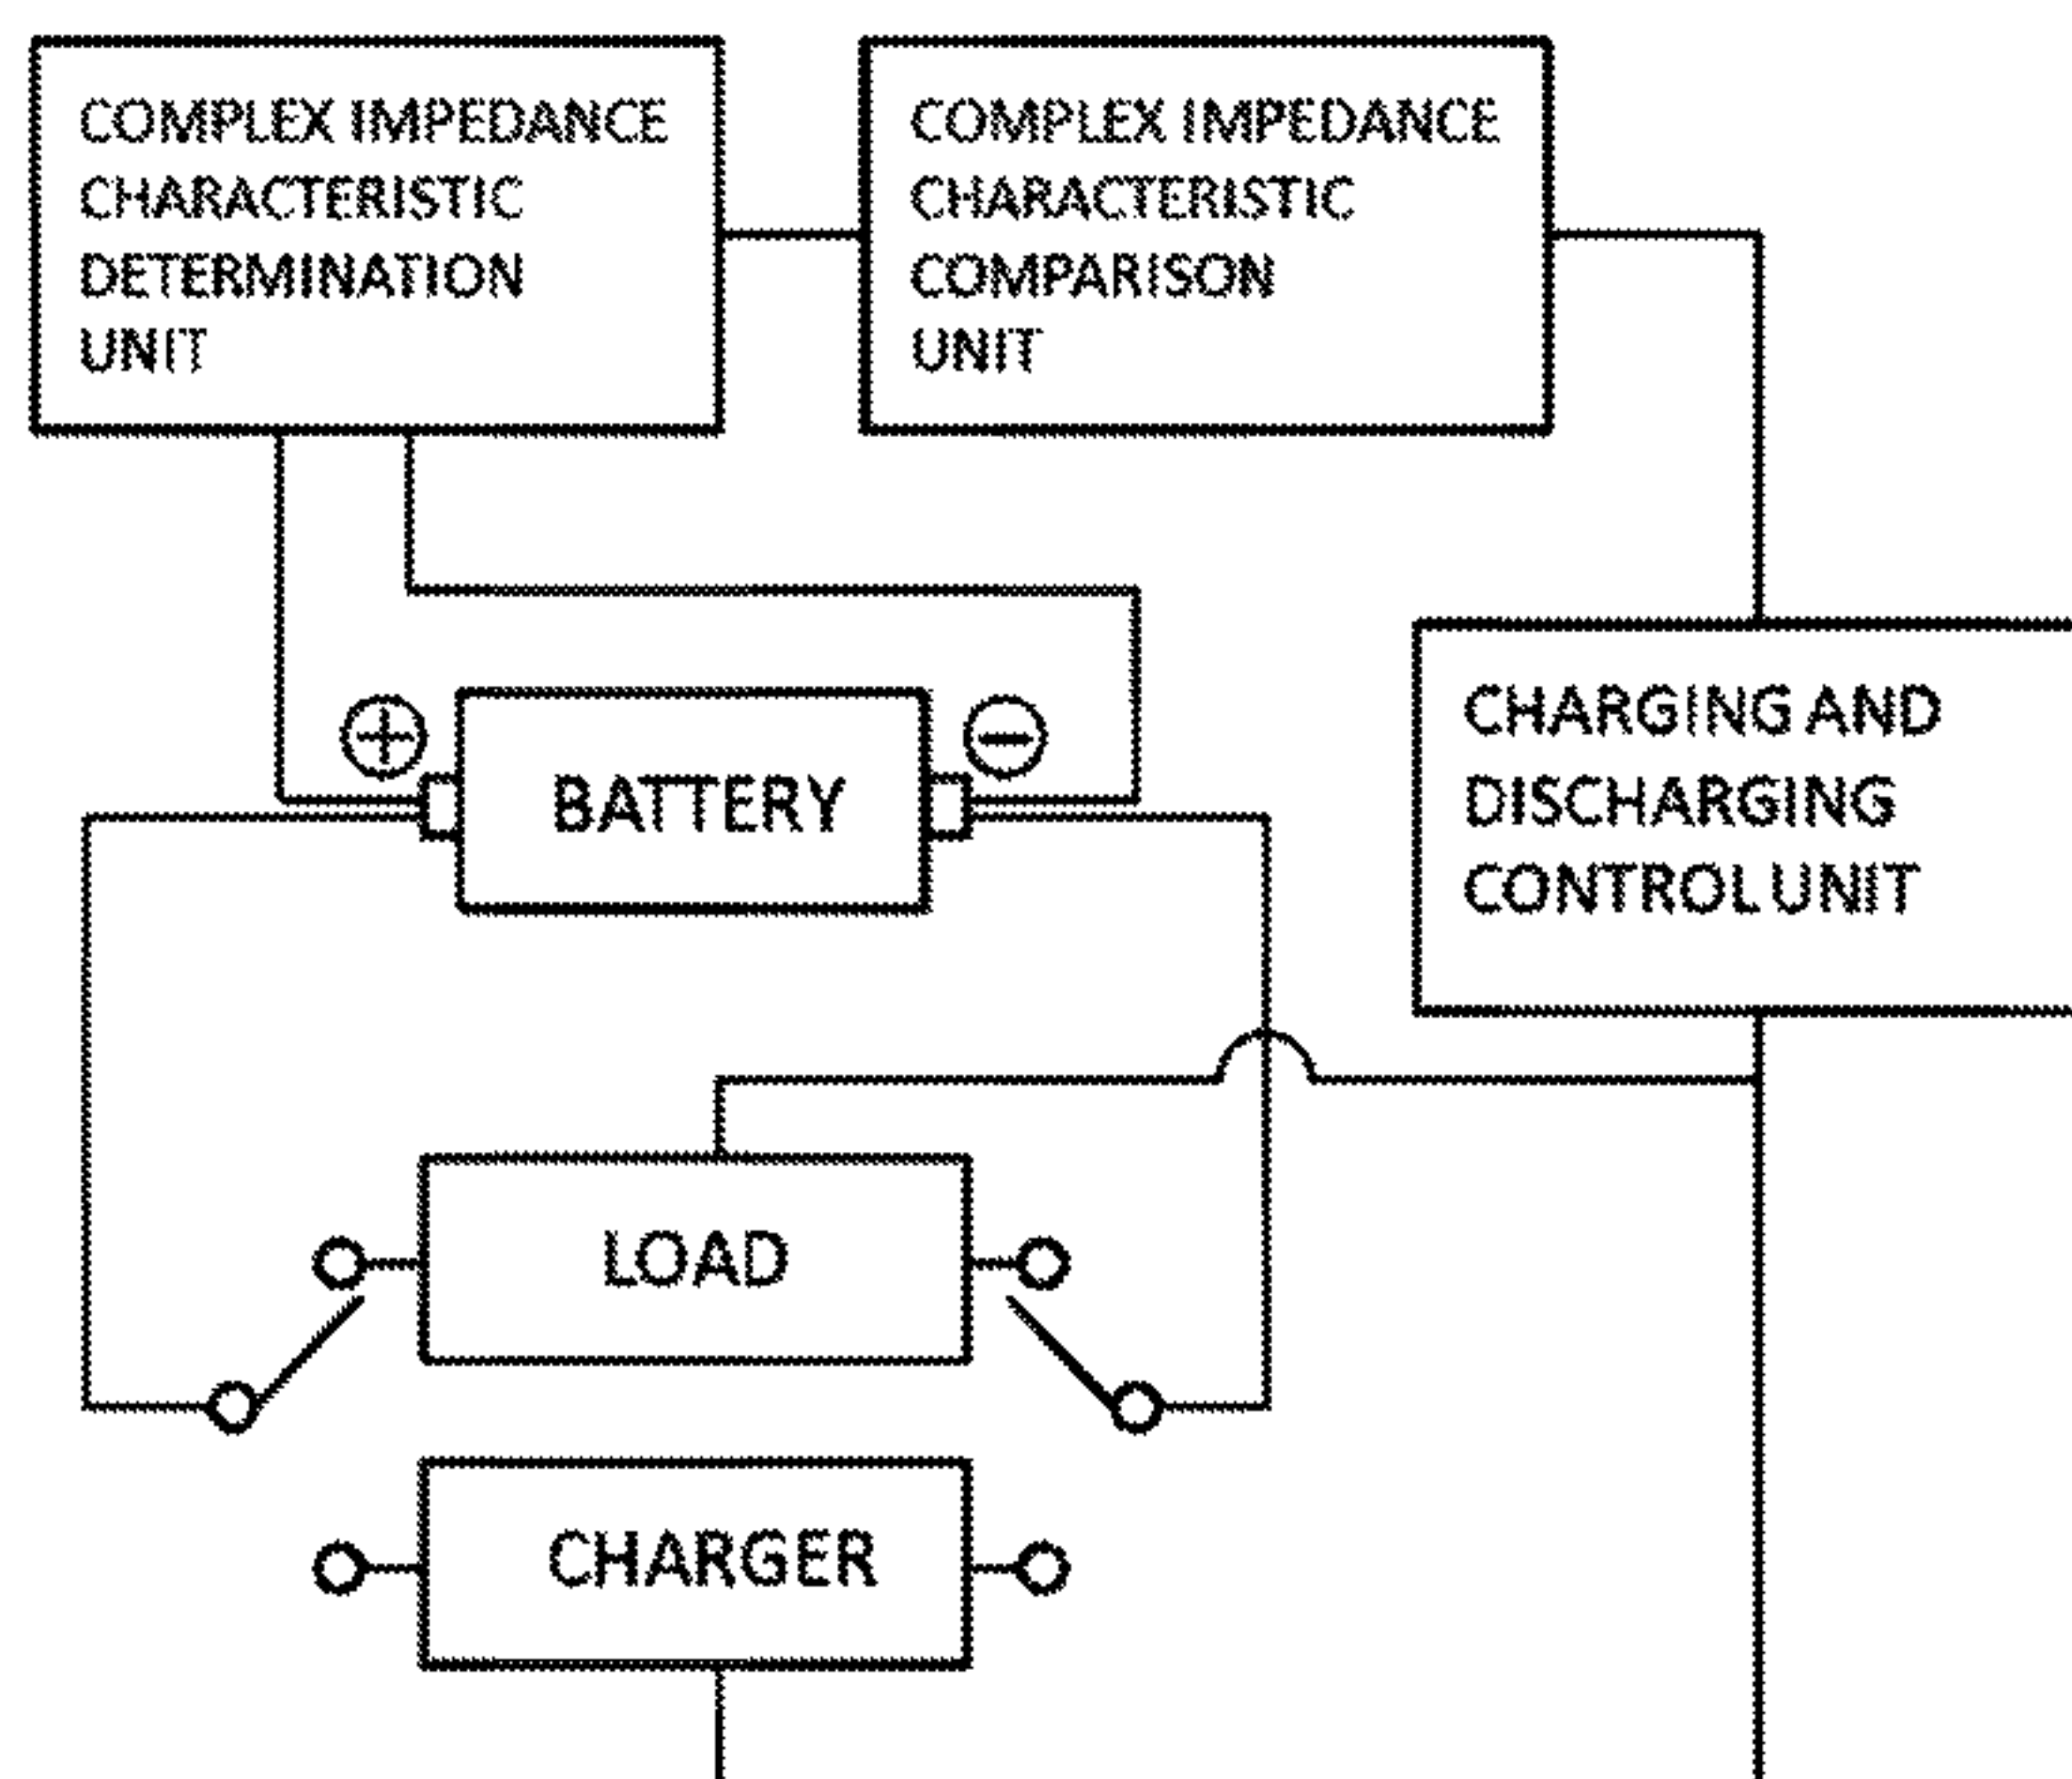 COMPLEX IMPEDANCE
CHARACTERISTIC
DETERMINATION
UNIT
COMPLEX IMPEDANCE
CHARACTERISTIC
COMPARISON
UNIT
+
−
BATTERY
CHARGING AND
DISCHARGING
CONTROL UNIT
LOAD
CHARGER